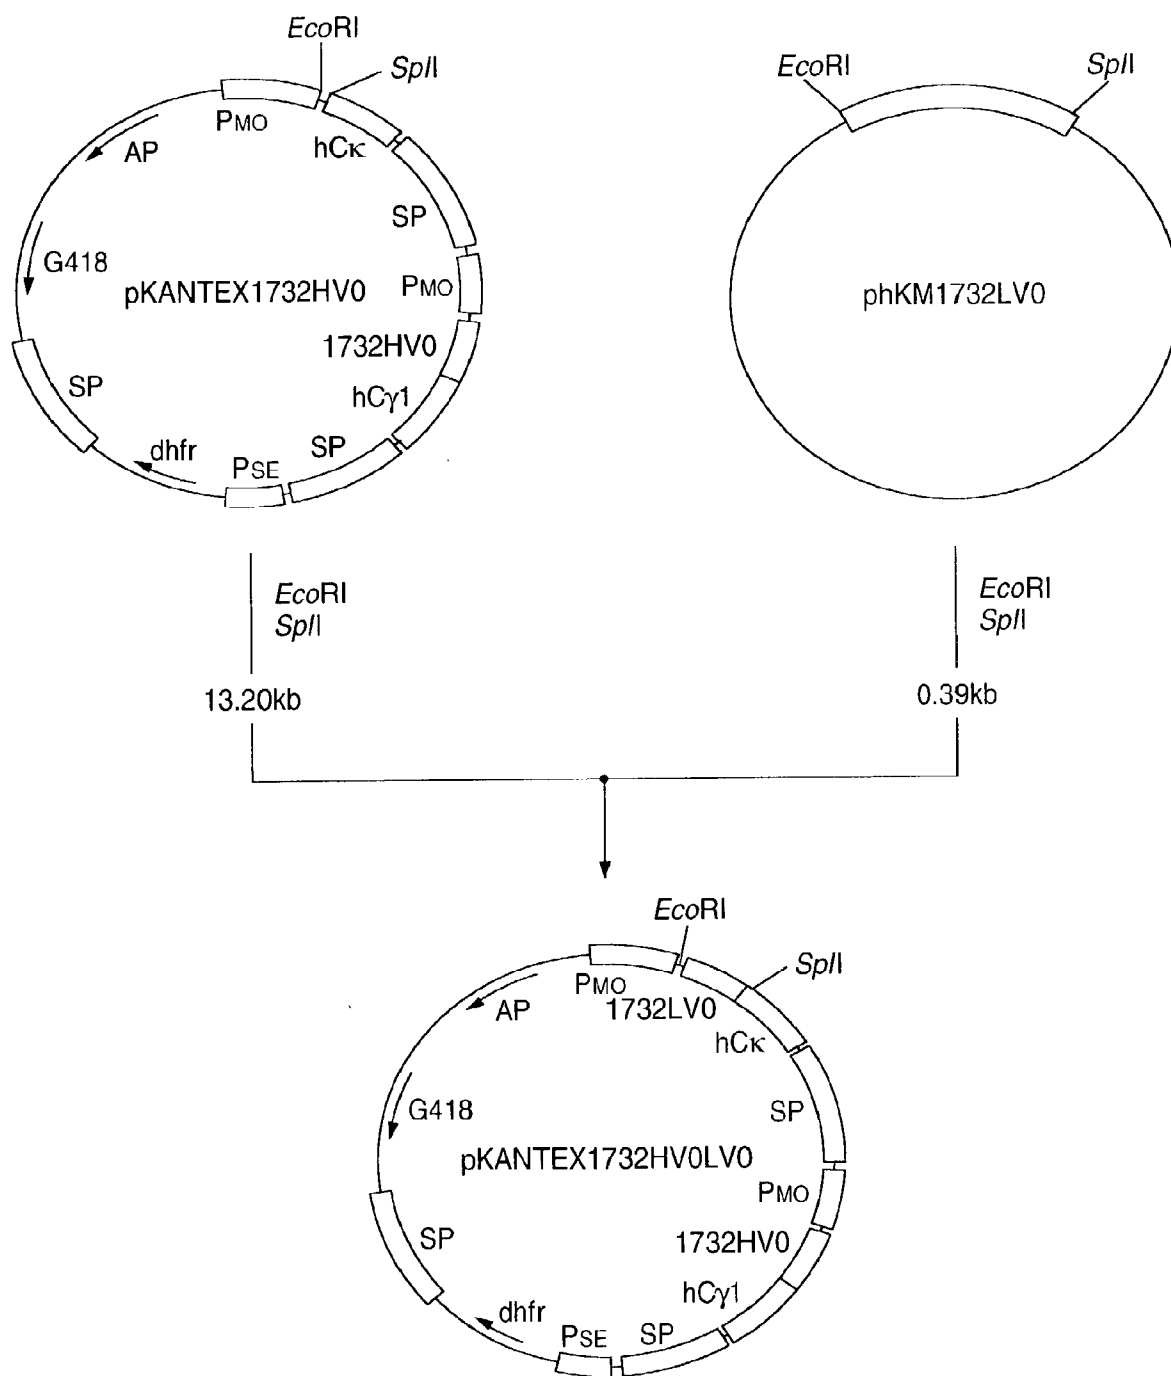 EcoRI
SplI
PMO
hCκ
AP
SP
G418
pKANTEX1732HV0
PMO
1732HV0
hCγ1
SP
dhfr
PSE
SP
EcoRI
SplI
phKM1732LV0
EcoRI
SplI
13.20kb
EcoRI
SplI
0.39kb
EcoRI
SplI
PMO
1732LV0
hCκ
AP
SP
G418
pKANTEX1732HV0LV0
PMO
1732HV0
hCγ1
SP
dhfr
PSE
SP